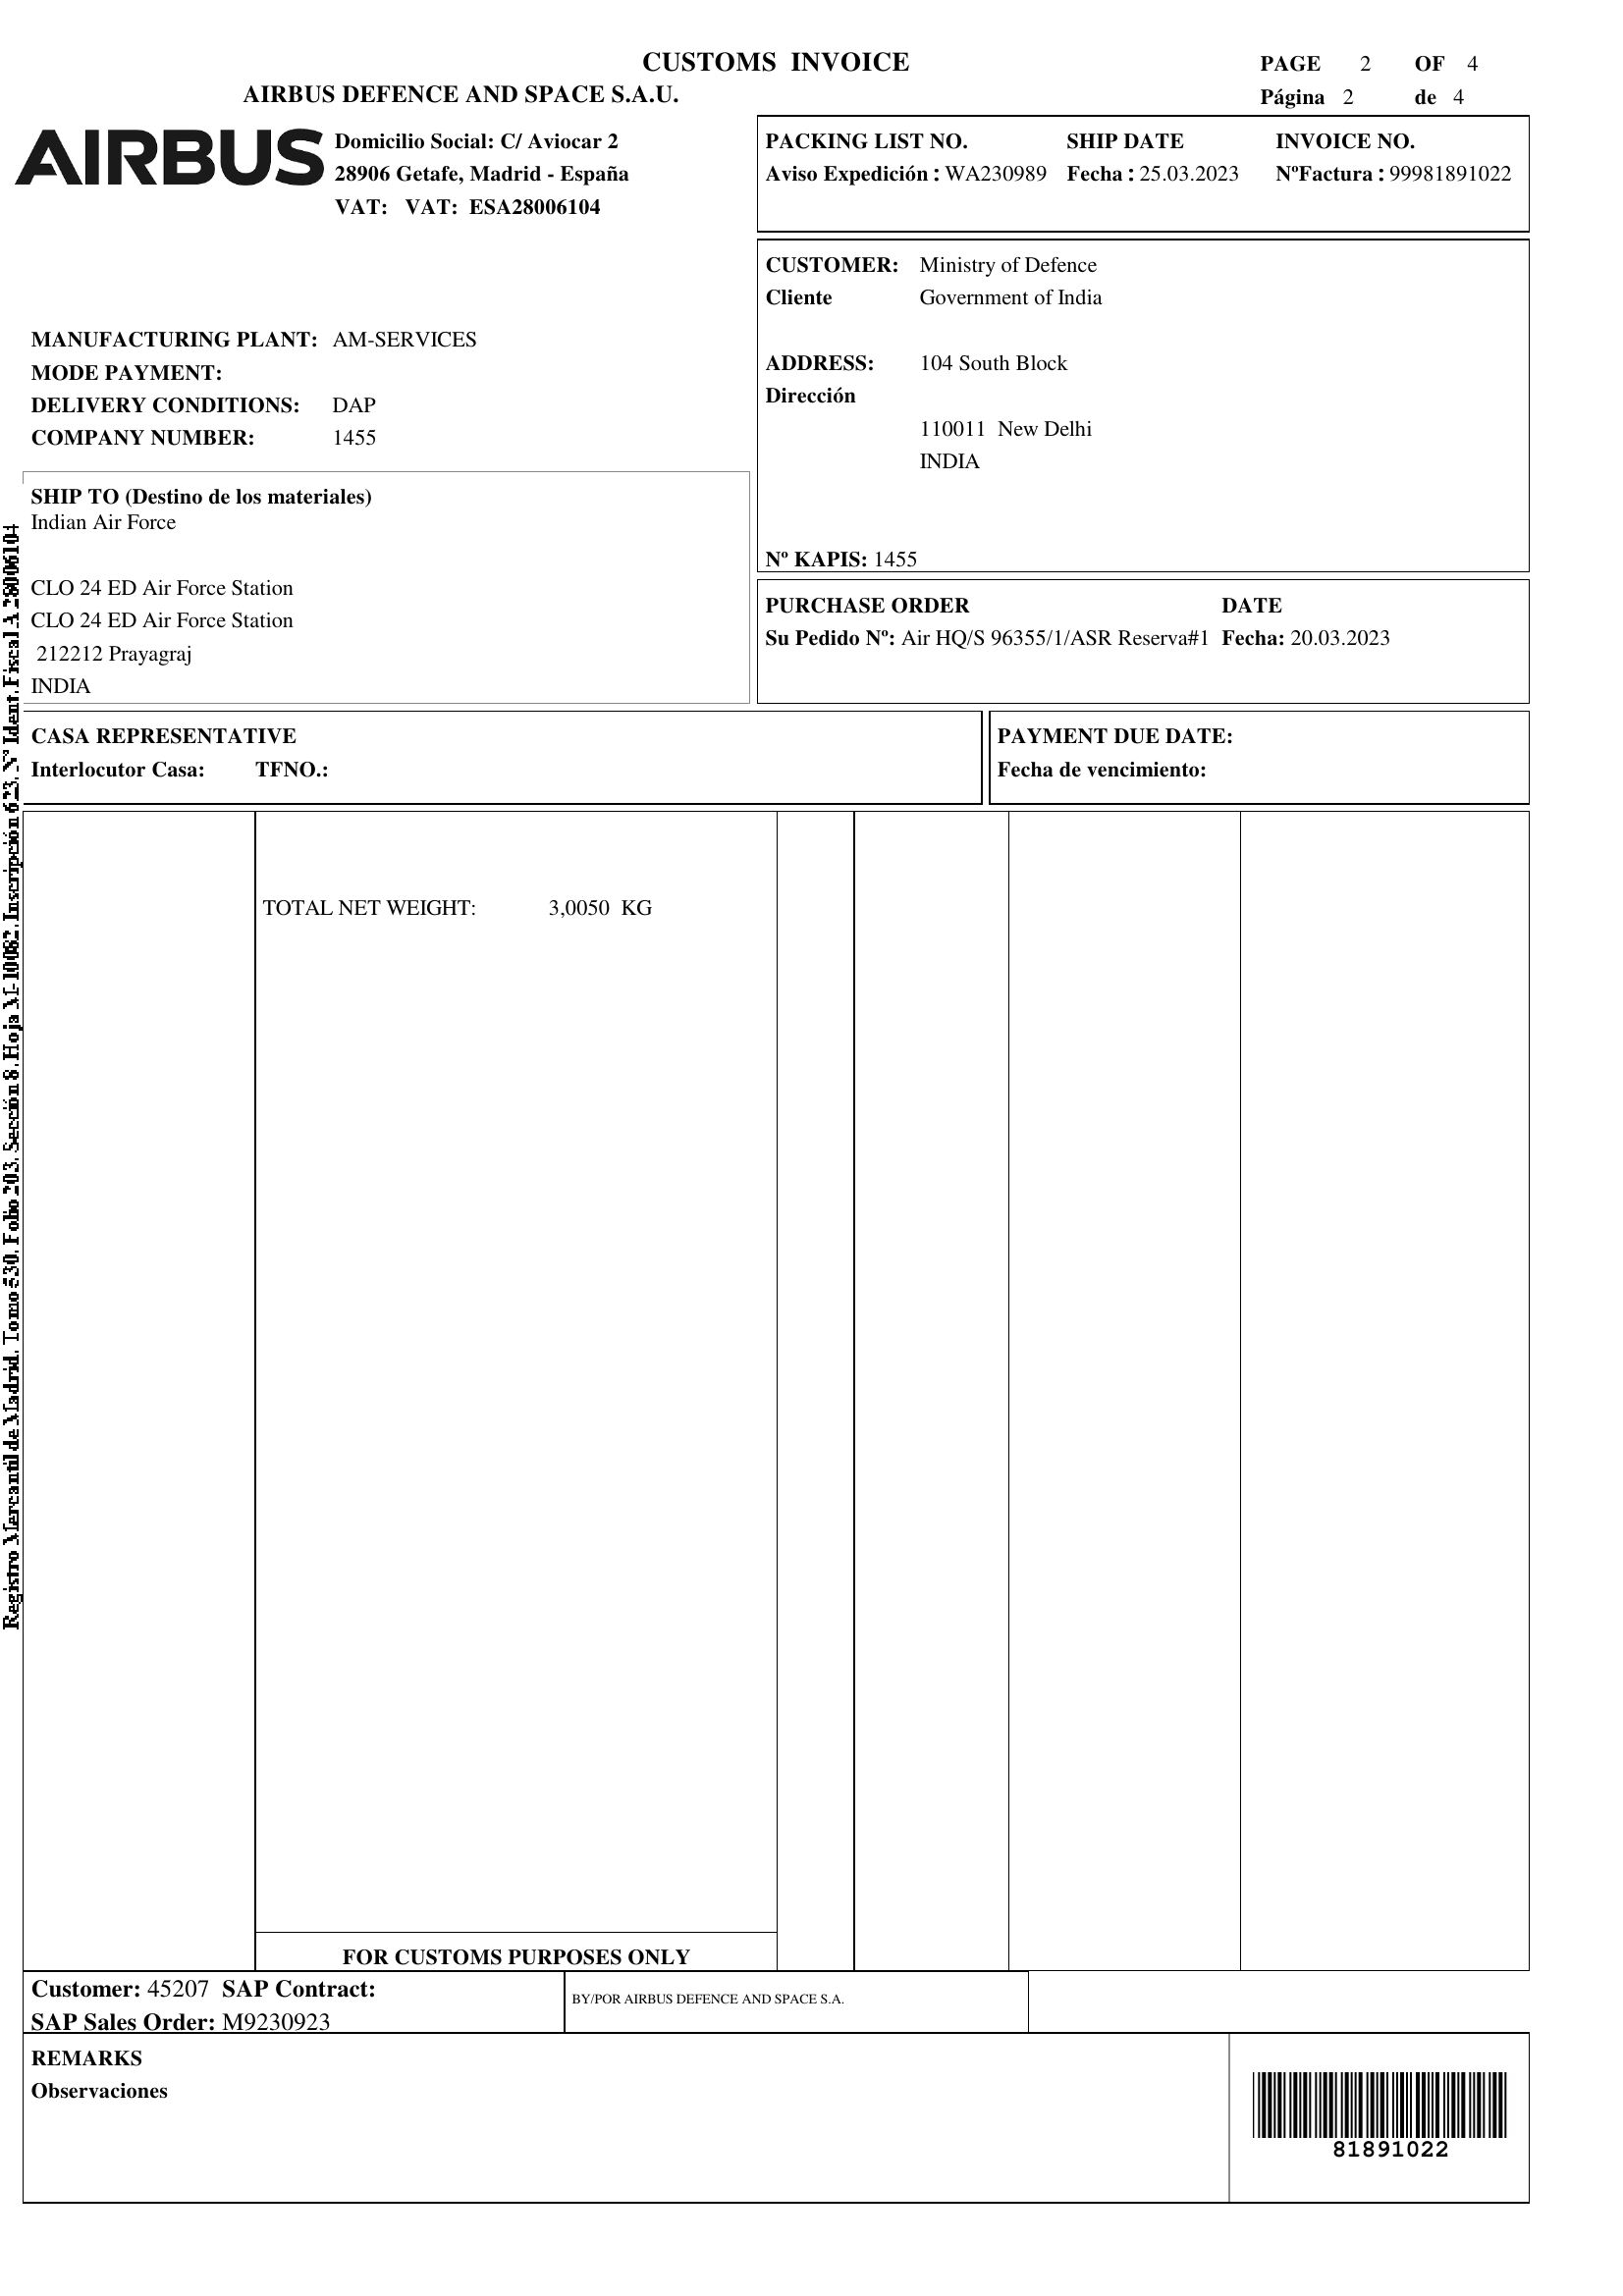 CUSTOMS INVOICE
PAGE 2 OF 4
AIRBUS DEFENCE AND SPACE S.A.U.
Página 2 de 4
AIRBUS
Domicilio Social: C/ Aviocar 2
28906 Getafe, Madrid - España
VAT: VAT: ESA28006104
PACKING LIST NO. SHIP DATE INVOICE NO.
Aviso Expedición : WA230989 Fecha : 25.03.2023 NºFactura : 99981891022
CUSTOMER: Ministry of Defence
Cliente Government of India
ADDRESS: 104 South Block
Dirección
110011 New Delhi
INDIA
Nº KAPIS: 1455
MANUFACTURING PLANT: AM-SERVICES
MODE PAYMENT:
DELIVERY CONDITIONS: DAP
COMPANY NUMBER: 1455
SHIP TO (Destino de los materiales)
Indian Air Force
CLO 24 ED Air Force Station
CLO 24 ED Air Force Station
212212 Prayagraj
INDIA
PURCHASE ORDER DATE
Su Pedido Nº: Air HQ/S 96355/1/ASR Reserva#1 Fecha: 20.03.2023
CASA REPRESENTATIVE
Interlocutor Casa: TFNO.:
PAYMENT DUE DATE:
Fecha de vencimiento:
TOTAL NET WEIGHT: 3,0050 KG
FOR CUSTOMS PURPOSES ONLY
Customer: 45207 SAP Contract:
SAP Sales Order: M9230923
BY/POR AIRBUS DEFENCE AND SPACE S.A.
REMARKS
Observaciones
81891022
Registro Mercantil de Madrid, Tomo 530, Folio 203, Sección 8, Hoja M-10082, Inscripción 623, Nº Ident. Fiscal A 28006104